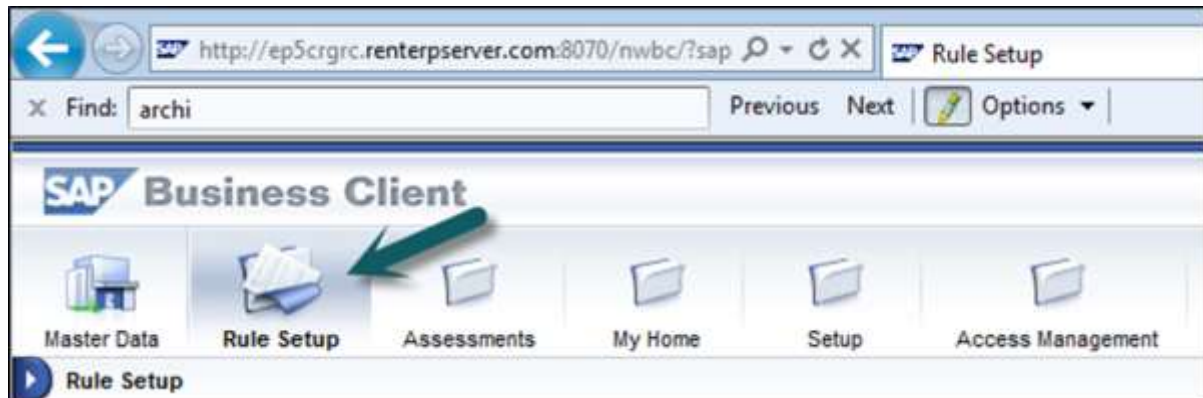 http://ep5crgrc.renterpserver.com:8070/nwbc/?sap Rule Setup
x Find: archi Previous Next Options
SAP Business Client
Master Data Rule Setup Assessments My Home Setup Access Management
Rule Setup